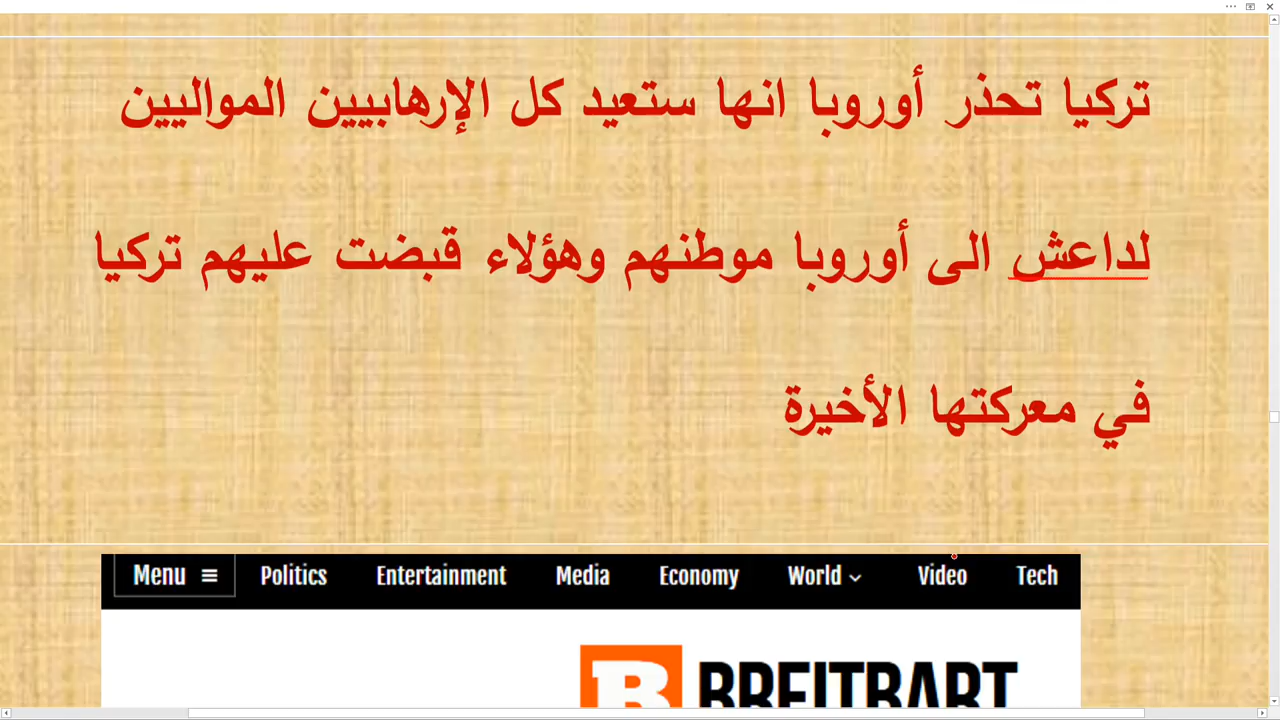 تركيا تحذر أوروبا انها ستعيد كل الإرهابيين المواليين
لداعش الى أوروبا موطنهم وهؤلاء قبضت عليهم تركيا
في معركتها الأخيرة
Menu Politics Entertainment Media Economy World Video Tech
B BREITBART